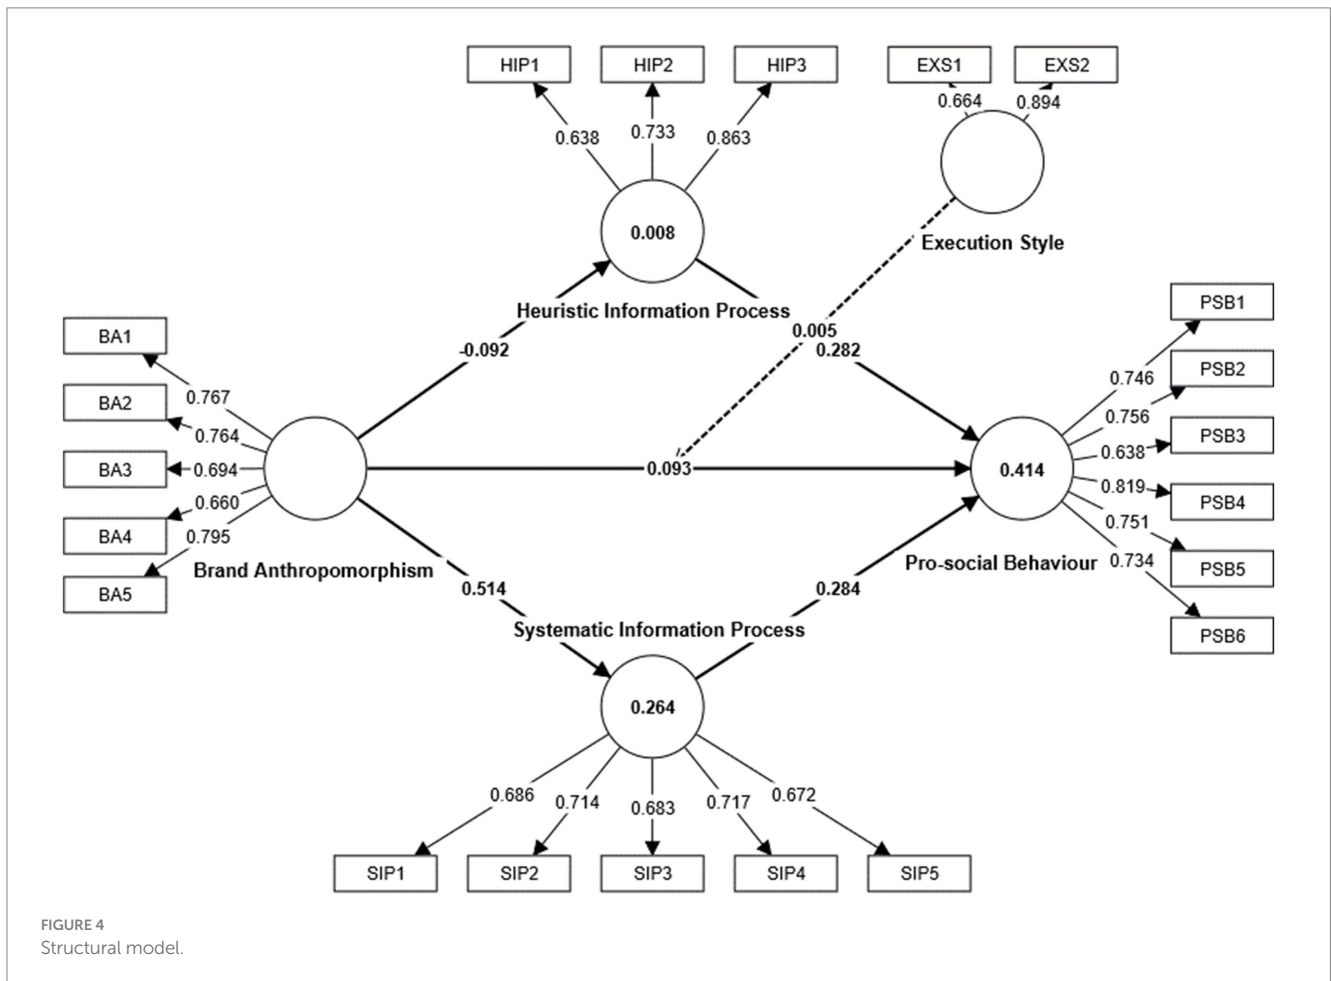 HIP1
HIP2
HIP3
EXS1
EXS2
0.664
0.894
0.638
0.733
0.863
0.008
Execution Style
Heuristic Information Process
PSB1
BA1
0.005
-0.092
0.282
PSB2
0.767
0.746
BA2
0.756
0.764
PSB3
0.638
BA3
0.694
0.093
0.414
0.819
0.660
PSB4
0.751
BA4
0.795
0.734
Brand Anthropomorphism
Pro-social Behaviour
PSB5
BA5
0.514
0.284
Systematic Information Process
PSB6
0.264
0.686
0.714
0.683
0.717
0.672
SIP1
SIP2
SIP3
SIP4
SIP5
FIGURE 4
Structural model.